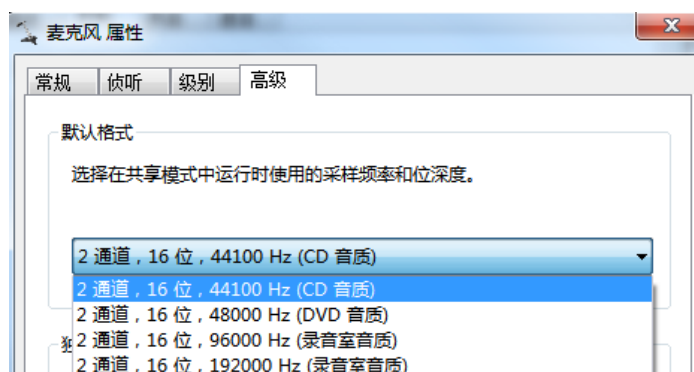 麦克风 属性
常规 侦听 级别 高级
默认格式
选择在共享模式中运行时使用的采样频率和位深度。
2 通道，16 位，44100 Hz (CD 音质)
2 通道，16 位，44100 Hz (CD 音质)
2 通道，16 位，48000 Hz (DVD 音质)
2 通道，16 位，96000 Hz (录音室音质)
2 通道，16 位，192000 Hz (录音室音质)